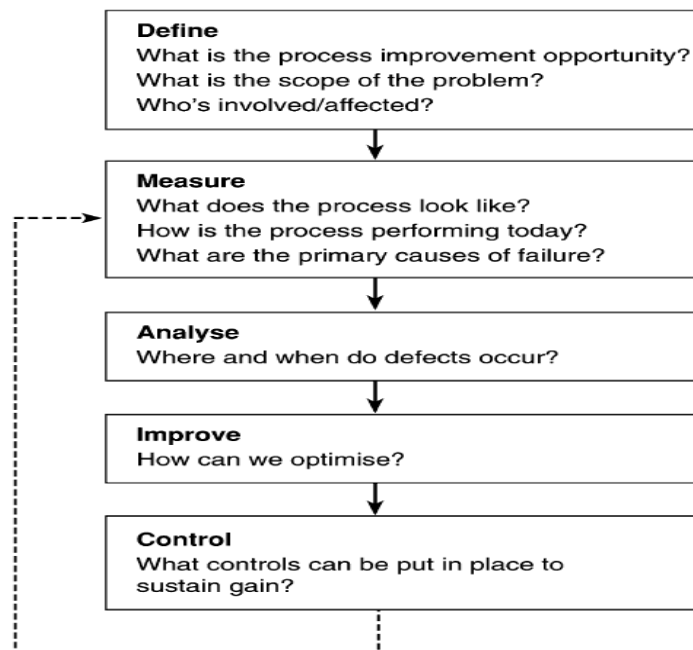 Define
What is the process improvement opportunity?
What is the scope of the problem?
Who's involved/affected?
Measure
What does the process look like?
How is the process performing today?
What are the primary causes of failure?
Analyse
Where and when do defects occur?
Improve
How can we optimise?
Control
What controls can be put in place to
sustain gain?